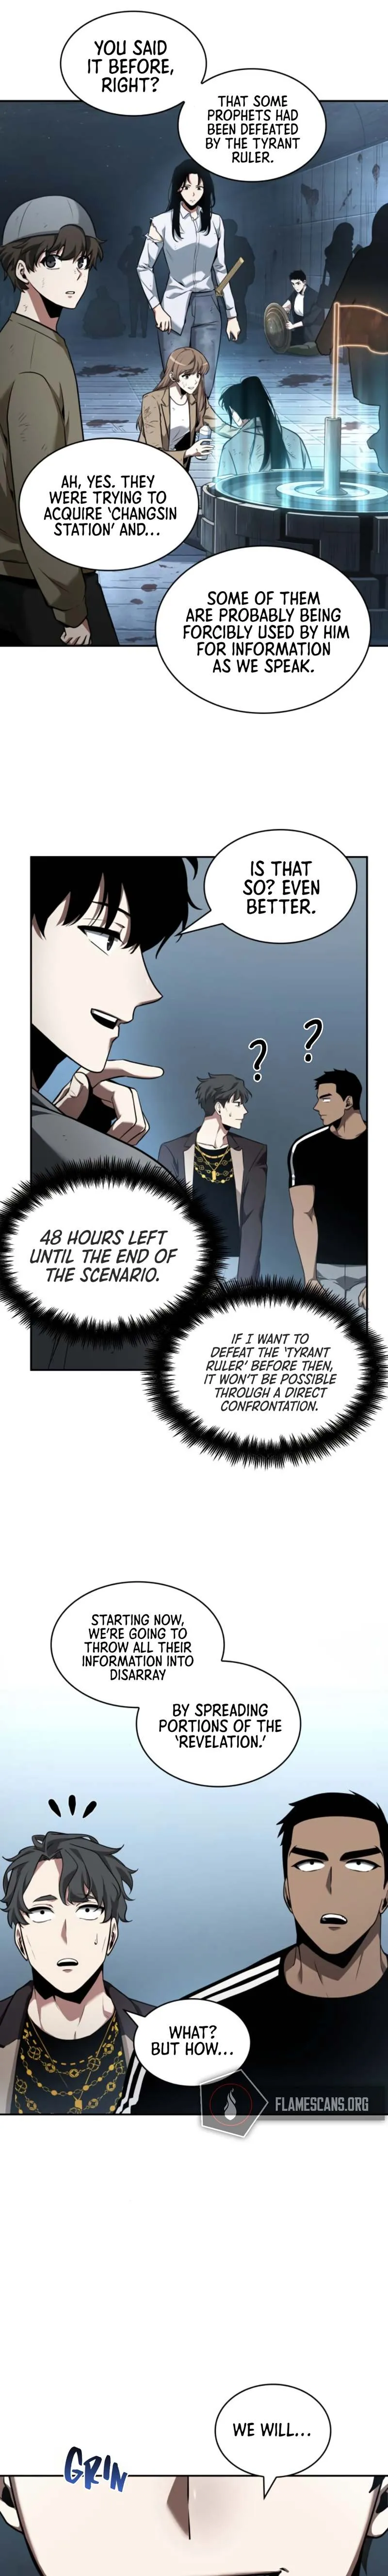 YOU SAID
IT BEFORE,
RIGHT?
THAT SOME
PROPHETS HAD
BEEN DEFEATED
BY THE TYRANT
RULER.
AH, YES. THEY
WERE TRYING TO
ACQUIRE 'CHANGSIN
STATION' AND...
SOME OF THEM
ARE PROBABLY BEING
FORCIBLY USED BY HIM
FOR INFORMATION
AS WE SPEAK.
IS THAT
SO? EVEN
BETTER.
? ?
48 HOURS LEFT
UNTIL THE END OF
THE SCENARIO.
IF I WANT TO
DEFEAT THE 'TYRANT
RULER' BEFORE THEN,
IT WON'T BE POSSIBLE
THROUGH A DIRECT
CONFRONTATION.
STARTING NOW,
WE'RE GOING TO
THROW ALL THEIR
INFORMATION INTO
DISARRAY
BY SPREADING
PORTIONS OF THE
'REVELATION.'
WHAT?
BUT HOW...
FLAMESCANS.ORG
WE WILL...
GRIN